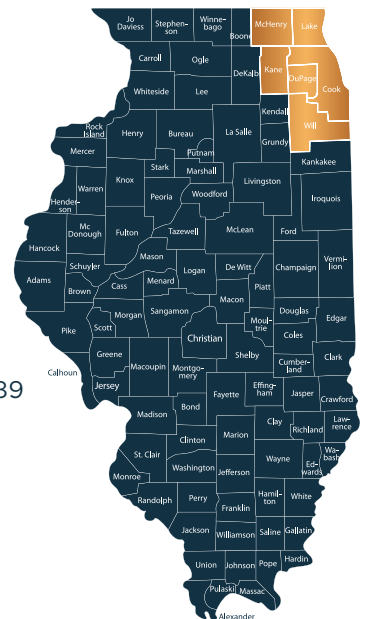 Jo
Daviess
Stephen-
son
Winne-
bago
Boone
McHenry
Lake
Carroll
Ogle
DeKalb
Kane
DuPage
Cook
Whiteside
Lee
Kendall
Will
Rock
Island
Henry
Bureau
La Salle
Grundy
Mercer
Putnam
Kankakee
Stark
Marshall
Knox
Livingston
Warren
Peoria
Woodford
Iroquois
Hender-
son
Mc
Donough
Fulton
Tazewell
McLean
Ford
Hancock
Mason
Schuyler
Logan
De Witt
Champaign
Vermi-
lion
Adams
Cass
Menard
Piatt
Brown
Macon
Morgan
Sangamon
Douglas
Edgar
Pike
Scott
Moul-
trie
Christian
Coles
Greene
Shelby
Clark
Macoupin
Montgo-
mery
Cumber-
land
Calhoun
Jersey
39
Fayette
Effing-
ham
Jasper
Crawford
Madison
Bond
Clay
Law-
rence
Richland
Clinton
Marion
St. Clair
Wayne
Wa-
bash
Ed-
wards
Washington
Jefferson
Monroe
Randolph
Perry
Hamil-
ton
White
Franklin
Jackson
Williamson
Saline
Gallatin
Union
Johnson
Pope
Hardin
Pulaski
Massac
Alexander